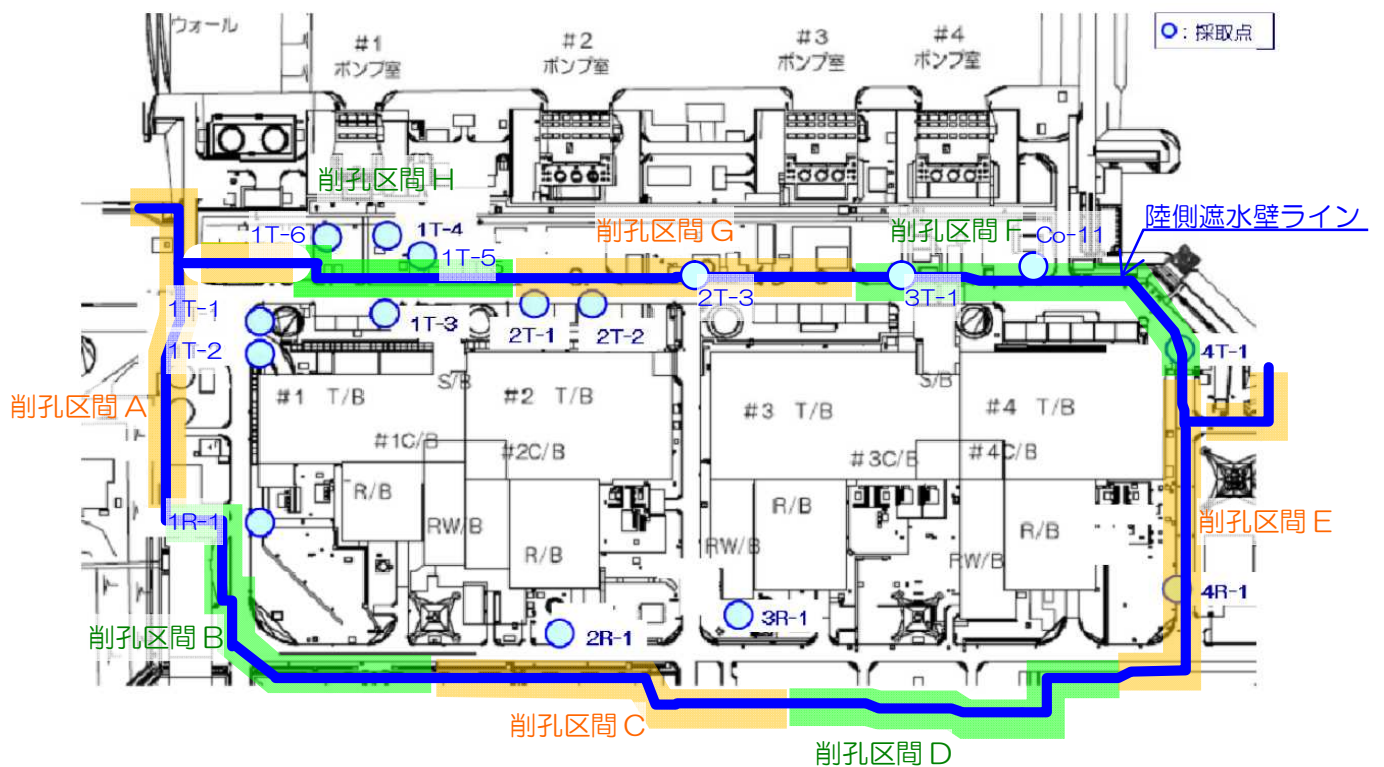 ウォール
#1
ポンプ室
#2
ポンプ室
#3
ポンプ室
#4
ポンプ室
○：採取点
削孔区間 H
1T-6
1T-4
1T-5
削孔区間 G
削孔区間 F
Co-11
陸側遮水壁ライン
1T-1
1T-3
2T-1
2T-2
2T-3
3T-1
1T-2
4T-1
削孔区間 A
S/B
S/B
#1 T/B
#2 T/B
#3 T/B
#4 T/B
#1C/B
#2C/B
#3C/B
#4C/B
R/B
R/B
1R-1
RW/B
R/B
RW/B
RW/B
R/B
削孔区間 E
4R-1
削孔区間 B
2R-1
3R-1
削孔区間 C
削孔区間 D